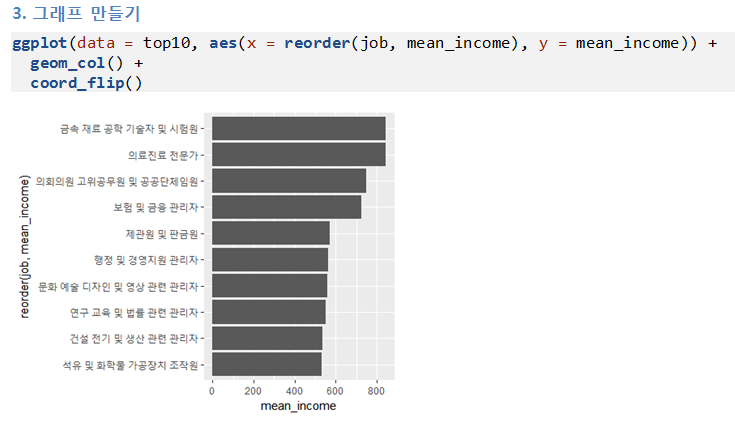 3. 그래프 만들기
ggplot(data = top10, aes(x = reorder(job, mean_income), y = mean_income)) +
  geom_col() +
  coord_flip()
금속 재료 공학 기술자 및 시험원
의료진료 전문가
의회의원 고위공무원 및 공공단체임원
보험 및 금융 관리자
제관원 및 판금원
행정 및 경영지원 관리자
문화 예술 디자인 및 영상 관련 관리자
연구 교육 및 법률 관련 관리자
건설 전기 및 생산 관련 관리자
석유 및 화학물 가공장치 조작원
reorder(job, mean_income)
0 200 400 600 800
mean_income